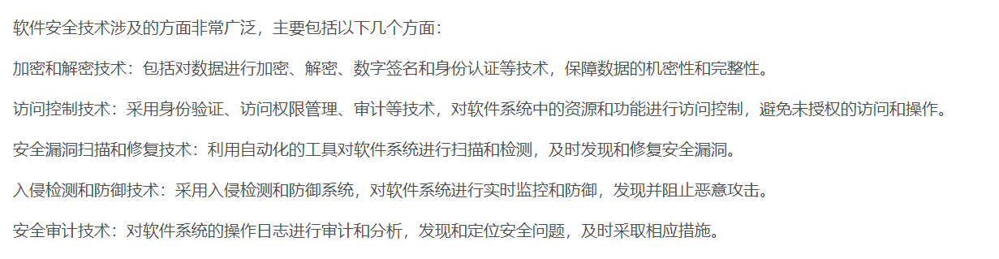 软件安全技术涉及的方面非常广泛，主要包括以下几个方面：
加密和解密技术：包括对数据进行加密、解密、数字签名和身份认证等技术，保障数据的机密性和完整性。
访问控制技术：采用身份验证、访问权限管理、审计等技术，对软件系统中的资源和功能进行访问控制，避免未授权的访问和操作。
安全漏洞扫描和修复技术：利用自动化的工具对软件系统进行扫描和检测，及时发现和修复安全漏洞。
入侵检测和防御技术：采用入侵检测和防御系统，对软件系统进行实时监控和防御，发现并阻止恶意攻击。
安全审计技术：对软件系统的操作日志进行审计和分析，发现和定位安全问题，及时采取相应措施。